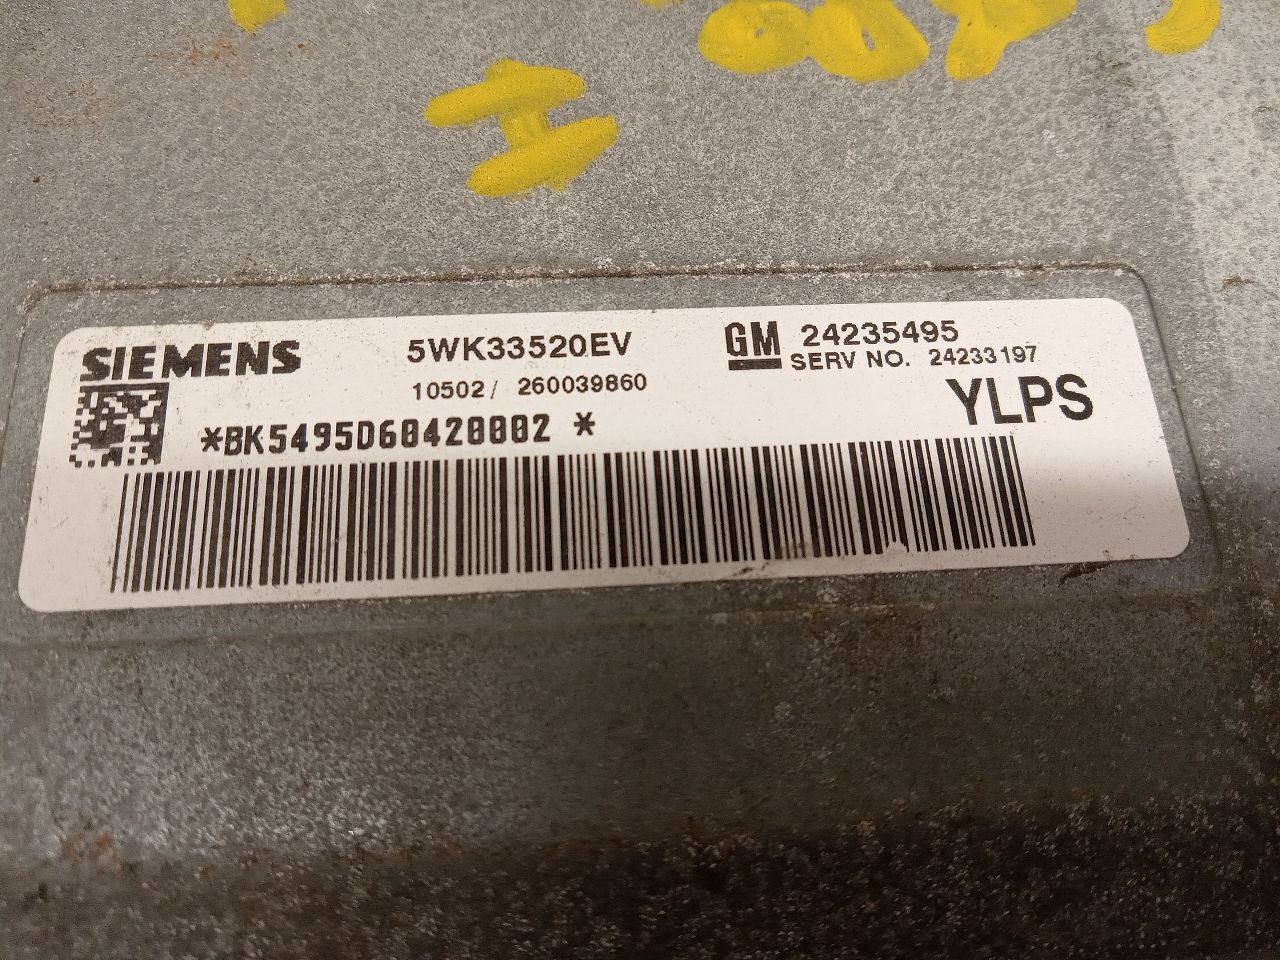 SIEMENS
5WK33520EV
GM 24235495
SERV NO. 24233197
10502/ 260039860
YLPS
*BK5495D60420002 *
I